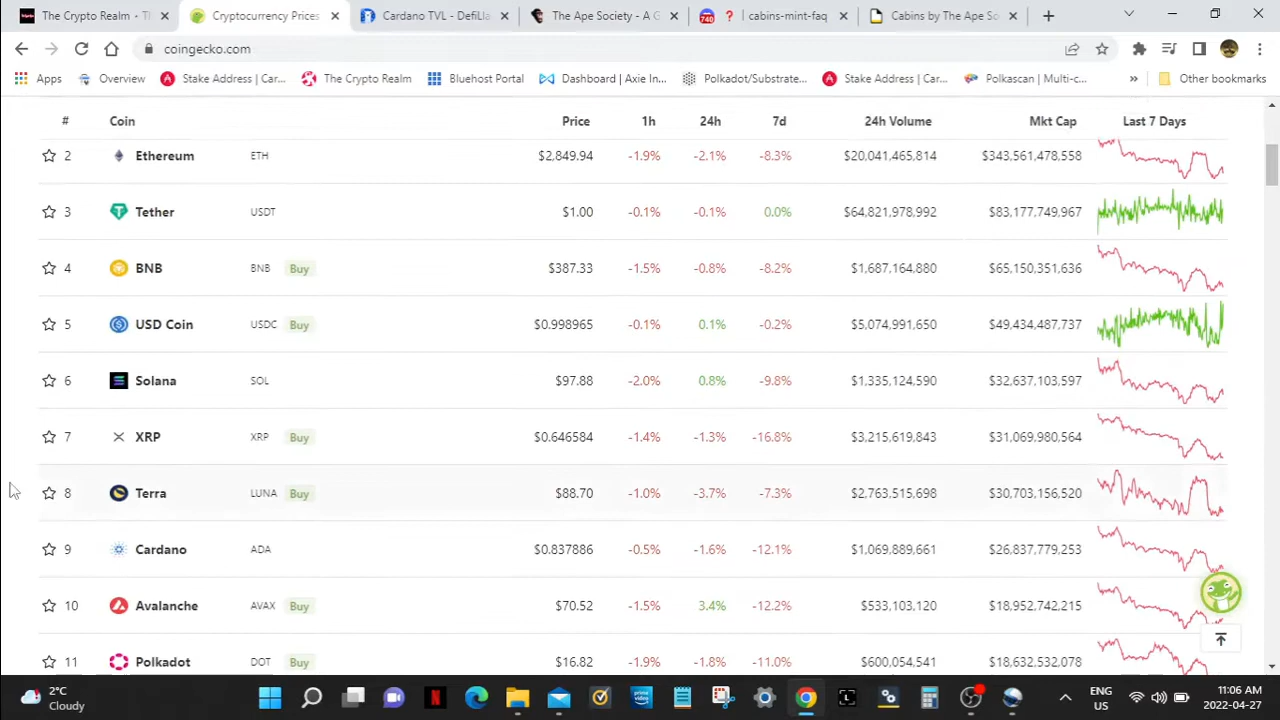 The Crypto Realm - T
Cryptocurrency Prices
Cardano TVL - DefiLla
The Ape Society - A G
740
cabins-mint-faq
Cabins by The Ape So
coingecko.com
Apps
Overview
Stake Address | Car...
The Crypto Realm
Bluehost Portal
Dashboard | Axie In...
Polkadot/Substrate...
Stake Address | Car...
Polkascan | Multi-c...
»
Other bookmarks
# Coin Price 1h 24h 7d 24h Volume Mkt Cap Last 7 Days
2 Ethereum ETH $2,849.94 -1.9% -2.1% -8.3% $20,041,465,814 $343,561,478,558
3 Tether USDT $1.00 -0.1% -0.1% 0.0% $64,821,978,992 $83,177,749,967
4 BNB BNB Buy $387.33 -1.5% -0.8% -8.2% $1,687,164,880 $65,150,351,636
5 USD Coin USDC Buy $0.998965 -0.1% 0.1% -0.2% $5,074,991,650 $49,434,487,737
6 Solana SOL $97.88 -2.0% 0.8% -9.8% $1,335,124,590 $32,637,103,597
7 XRP XRP Buy $0.646584 -1.4% -1.3% -16.8% $3,215,619,843 $31,069,980,564
8 Terra LUNA Buy $88.70 -1.0% -3.7% -7.3% $2,763,515,698 $30,703,156,520
9 Cardano ADA $0.837886 -0.5% -1.6% -12.1% $1,069,889,661 $26,837,779,253
10 Avalanche AVAX Buy $70.52 -1.5% 3.4% -12.2% $533,103,120 $18,952,742,215
11 Polkadot DOT Buy $16.82 -1.9% -1.8% -11.0% $600,054,541 $18,632,532,078
2°C
Cloudy
ENG
US
11:06 AM
2022-04-27